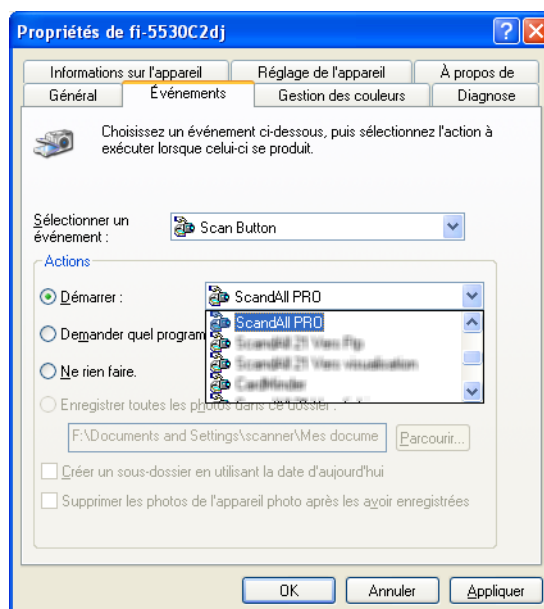 Propriétés de fi-5530C2dj
Informations sur l'appareil Réglage de l'appareil À propos de
Général Événements Gestion des couleurs Diagnose
Choisissez un événement ci-dessous, puis sélectionnez l'action à
exécuter lorsque celui-ci se produit.
Sélectionner un
événement :
Scan Button
Actions
Démarrer :
ScandAll PRO
ScandAll PRO
Demander quel program
Ne rien faire.
Enregistrer toutes les photos dans ce dossier :
F:\Documents and Settings\scanner\Mes docume
Parcourir...
Créer un sous-dossier en utilisant la date d'aujourd'hui
Supprimer les photos de l'appareil photo après les avoir enregistrées
OK Annuler Appliquer